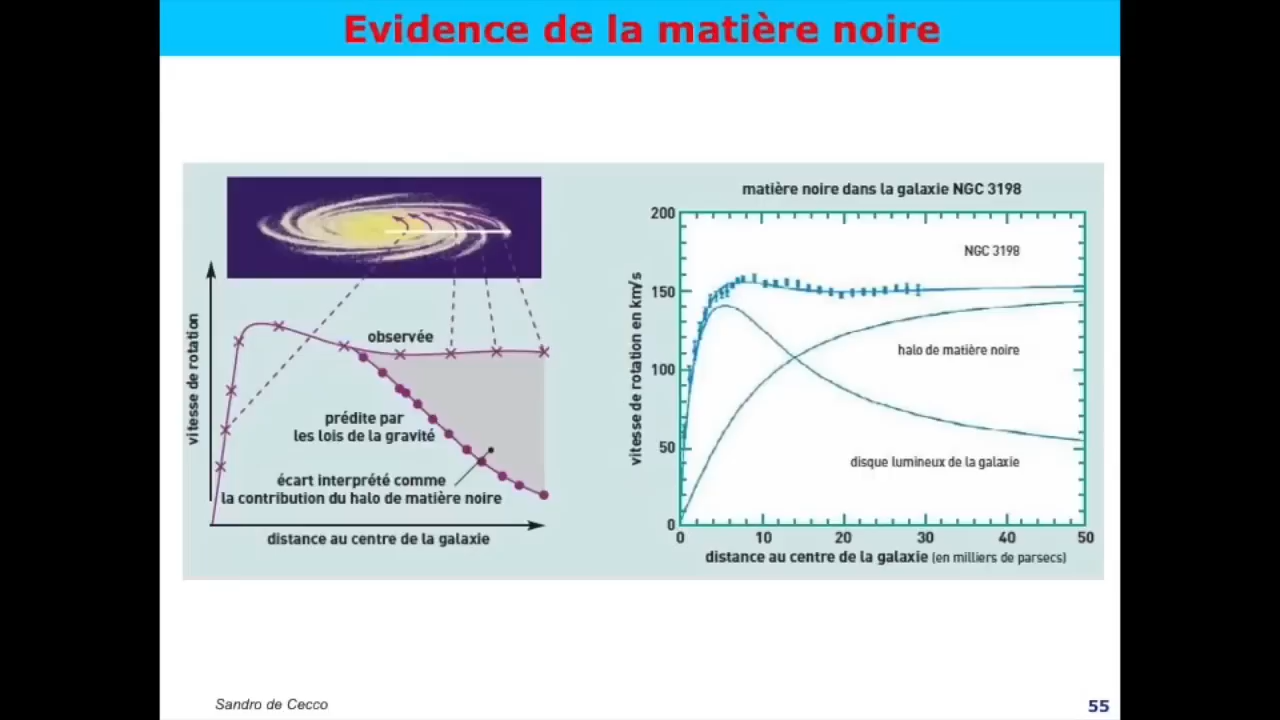 Evidence de la matière noire
vitesse de rotation
observée
prédite par
les lois de la gravité
écart interprété comme
la contribution du halo de matière noire
distance au centre de la galaxie
matière noire dans la galaxie NGC 3198
vitesse de rotation en km/s
200
150
100
50
0
NGC 3198
halo de matière noire
disque lumineux de la galaxie
0 10 20 30 40 50
distance au centre de la galaxie (en milliers de parsecs)
Sandro de Cecco
55